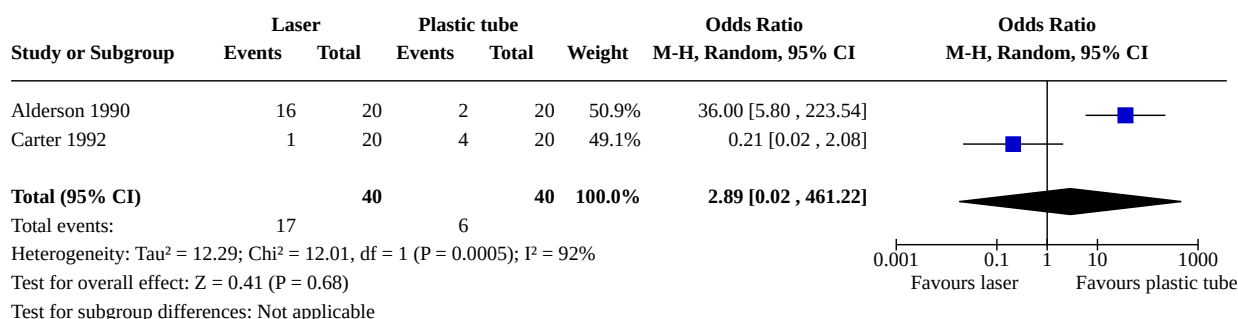 Laser Plastic tube Odds Ratio Odds Ratio
Study or Subgroup Events Total Events Total Weight M-H, Random, 95% CI M-H, Random, 95% CI
Alderson 1990 16 20 2 20 50.9% 36.00 [5.80 , 223.54]
Carter 1992 1 20 4 20 49.1% 0.21 [0.02 , 2.08]
Total (95% CI) 40 40 100.0% 2.89 [0.02 , 461.22]
Total events: 17 6
Heterogeneity: Tau² = 12.29; Chi² = 12.01, df = 1 (P = 0.0005); I² = 92%
0.001 0.1 1 10 1000
Test for overall effect: Z = 0.41 (P = 0.68) Favours laser Favours plastic tube
Test for subgroup differences: Not applicable